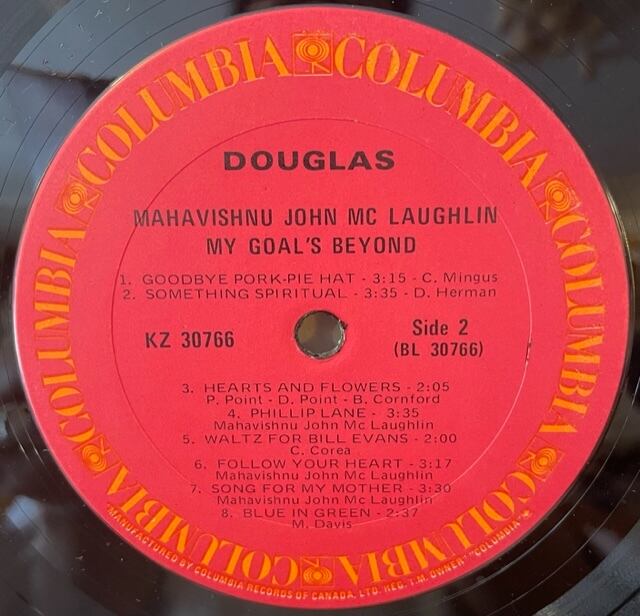 COLUMBIA COLUMBIA COLUMBIA COLUMBIA COLUMBIA COLUMBIA COLUMBIA COLUMBIA
DOUGLAS
MAHAVISHNU JOHN MC LAUGHLIN
MY GOAL'S BEYOND
1. GOODBYE PORK-PIE HAT - 3:15 - C. Mingus
2. SOMETHING SPIRITUAL - 3:35 - D. Herman
KZ 30766
Side 2
(BL 30766)
3. HEARTS AND FLOWERS - 2:05
P. Point - D. Point - B. Cornford
4. PHILLIP LANE - 3:35
Mahavishnu John Mc Laughlin
5. WALTZ FOR BILL EVANS - 2:00
C. Corea
6. FOLLOW YOUR HEART - 3:17
Mahavishnu John Mc Laughlin
7. SONG FOR MY MOTHER - 3:30
Mahavishnu John Mc Laughlin
8. BLUE IN GREEN - 2:37
M. Davis
"MANUFACTURED BY COLUMBIA RECORDS OF CANADA, LTD. REG. T.M. OWNER-"COLUMBIA"